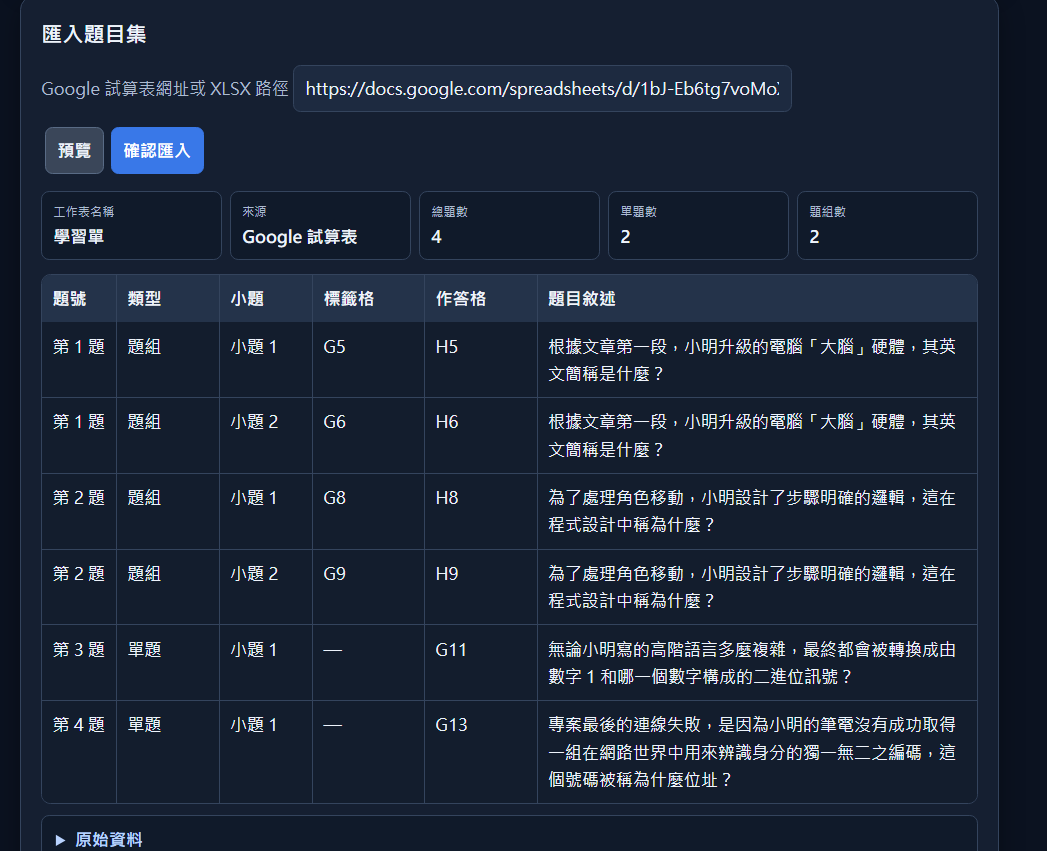 匯入題目集
Google 試算表網址或 XLSX 路徑 https://docs.google.com/spreadsheets/d/1bJ-Eb6tg7voMo
預覽 確認匯入
工作表名稱 來源 總題數 單題數 題組數
學習單 Google 試算表 4 2 2
題號 類型 小題 標籤格 作答格 題目敘述
第 1 題 題組 小題 1 G5 H5 根據文章第一段，小明升級的電腦「大腦」硬體，其英
文簡稱是什麼？
第 1 題 題組 小題 2 G6 H6 根據文章第一段，小明升級的電腦「大腦」硬體，其英
文簡稱是什麼？
第 2 題 題組 小題 1 G8 H8 為了處理角色移動，小明設計了步驟明確的邏輯，這在
程式設計中稱為什麼？
第 2 題 題組 小題 2 G9 H9 為了處理角色移動，小明設計了步驟明確的邏輯，這在
程式設計中稱為什麼？
第 3 題 單題 小題 1 — G11 無論小明寫的高階語言多麼複雜，最終都會被轉換成由
數字 1 和哪一個數字構成的二進位訊號？
第 4 題 單題 小題 1 — G13 專案最後的連線失敗，是因為小明的筆電沒有成功取得
一組在網路世界中用來辨識身分的獨一無二之編碼，這
個號碼被稱為什麼位址？
▶ 原始資料